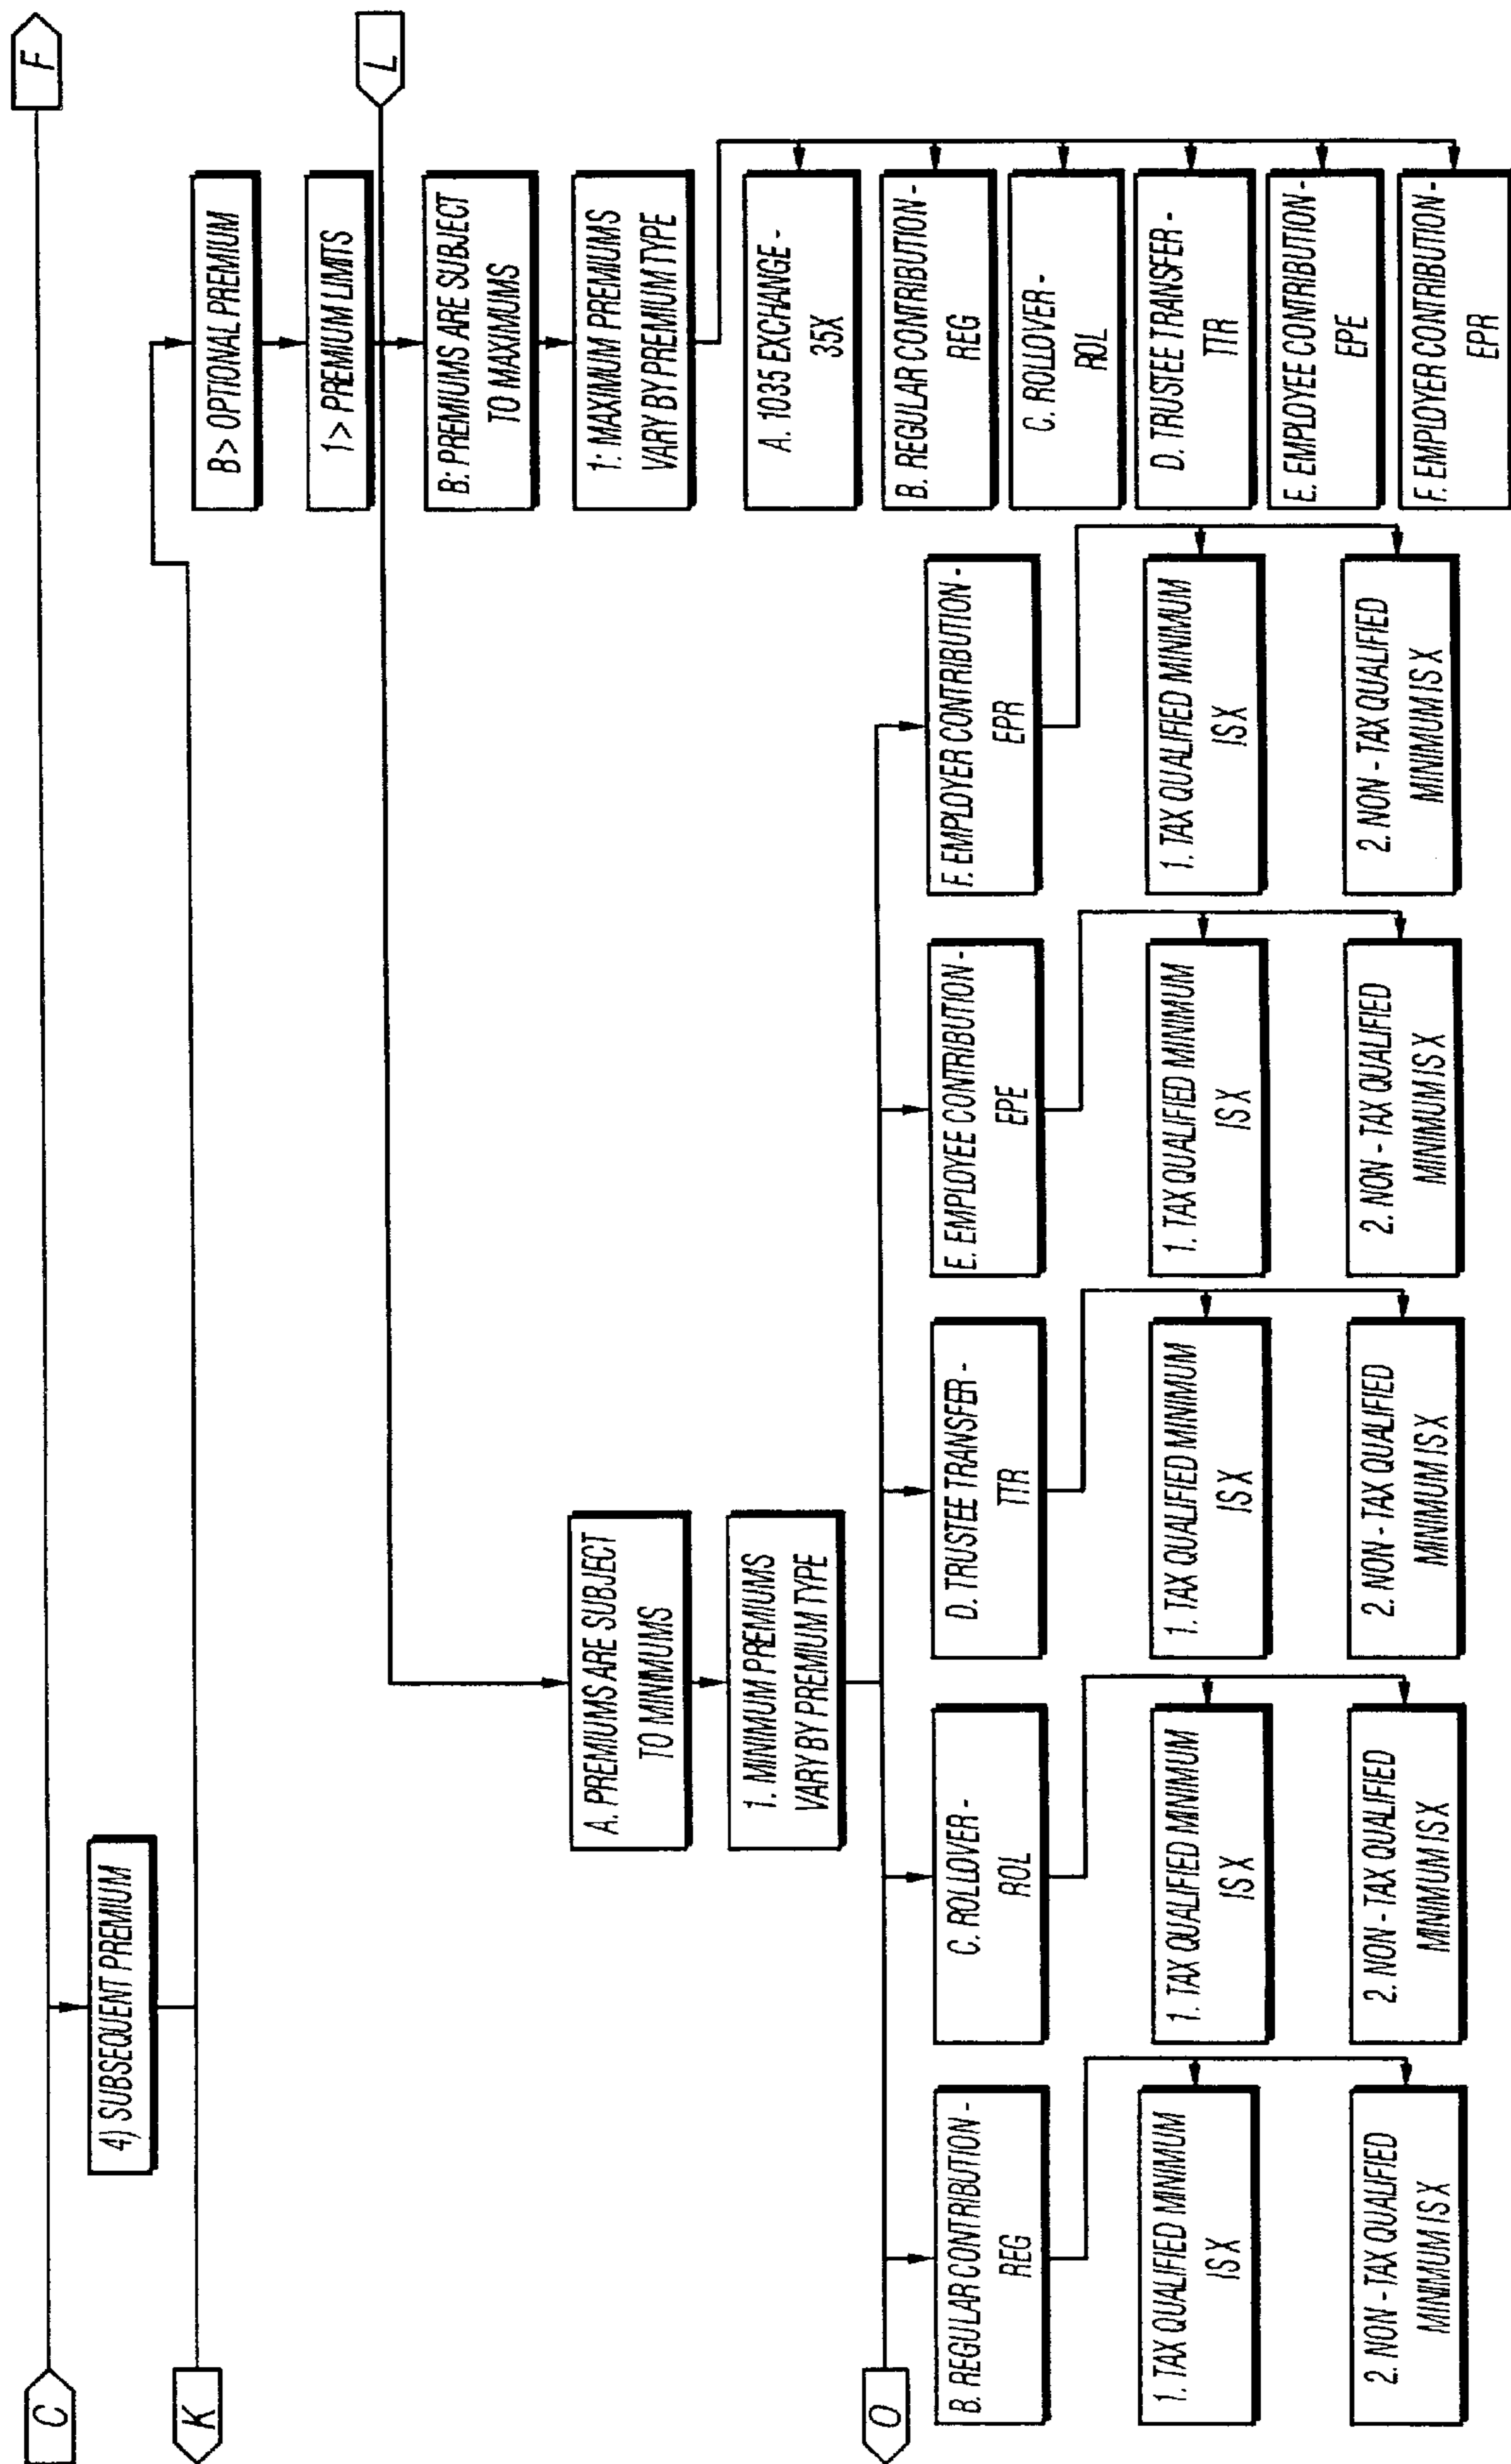 C
F
4) SUBSEQUENT PREMIUM
K
B> OPTIONAL PREMIUM
1> PREMIUM LIMITS
L
B: PREMIUMS ARE SUBJECT
TO MAXIMUMS
1: MAXIMUM PREMIUMS
VARY BY PREMIUM TYPE
A. 1035 EXCHANGE -
35X
B. REGULAR CONTRIBUTION -
REG
C. ROLLOVER -
ROL
D. TRUSTEE TRANSFER -
TTR
E. EMPLOYEE CONTRIBUTION -
EPE
F. EMPLOYER CONTRIBUTION -
EPR
A. PREMIUMS ARE SUBJECT
TO MINIMUMS
1. MINIMUM PREMIUMS
VARY BY PREMIUM TYPE
O
B. REGULAR CONTRIBUTION -
REG
1. TAX QUALIFIED MINIMUM
IS X
2. NON - TAX QUALIFIED
MINIMUM IS X
C. ROLLOVER -
ROL
1. TAX QUALIFIED MINIMUM
IS X
2. NON - TAX QUALIFIED
MINIMUM IS X
D. TRUSTEE TRANSFER -
TTR
1. TAX QUALIFIED MINIMUM
IS X
2. NON - TAX QUALIFIED
MINIMUM IS X
E. EMPLOYEE CONTRIBUTION -
EPE
1. TAX QUALIFIED MINIMUM
IS X
2. NON - TAX QUALIFIED
MINIMUM IS X
F. EMPLOYER CONTRIBUTION -
EPR
1. TAX QUALIFIED MINIMUM
IS X
2. NON - TAX QUALIFIED
MINIMUM IS X